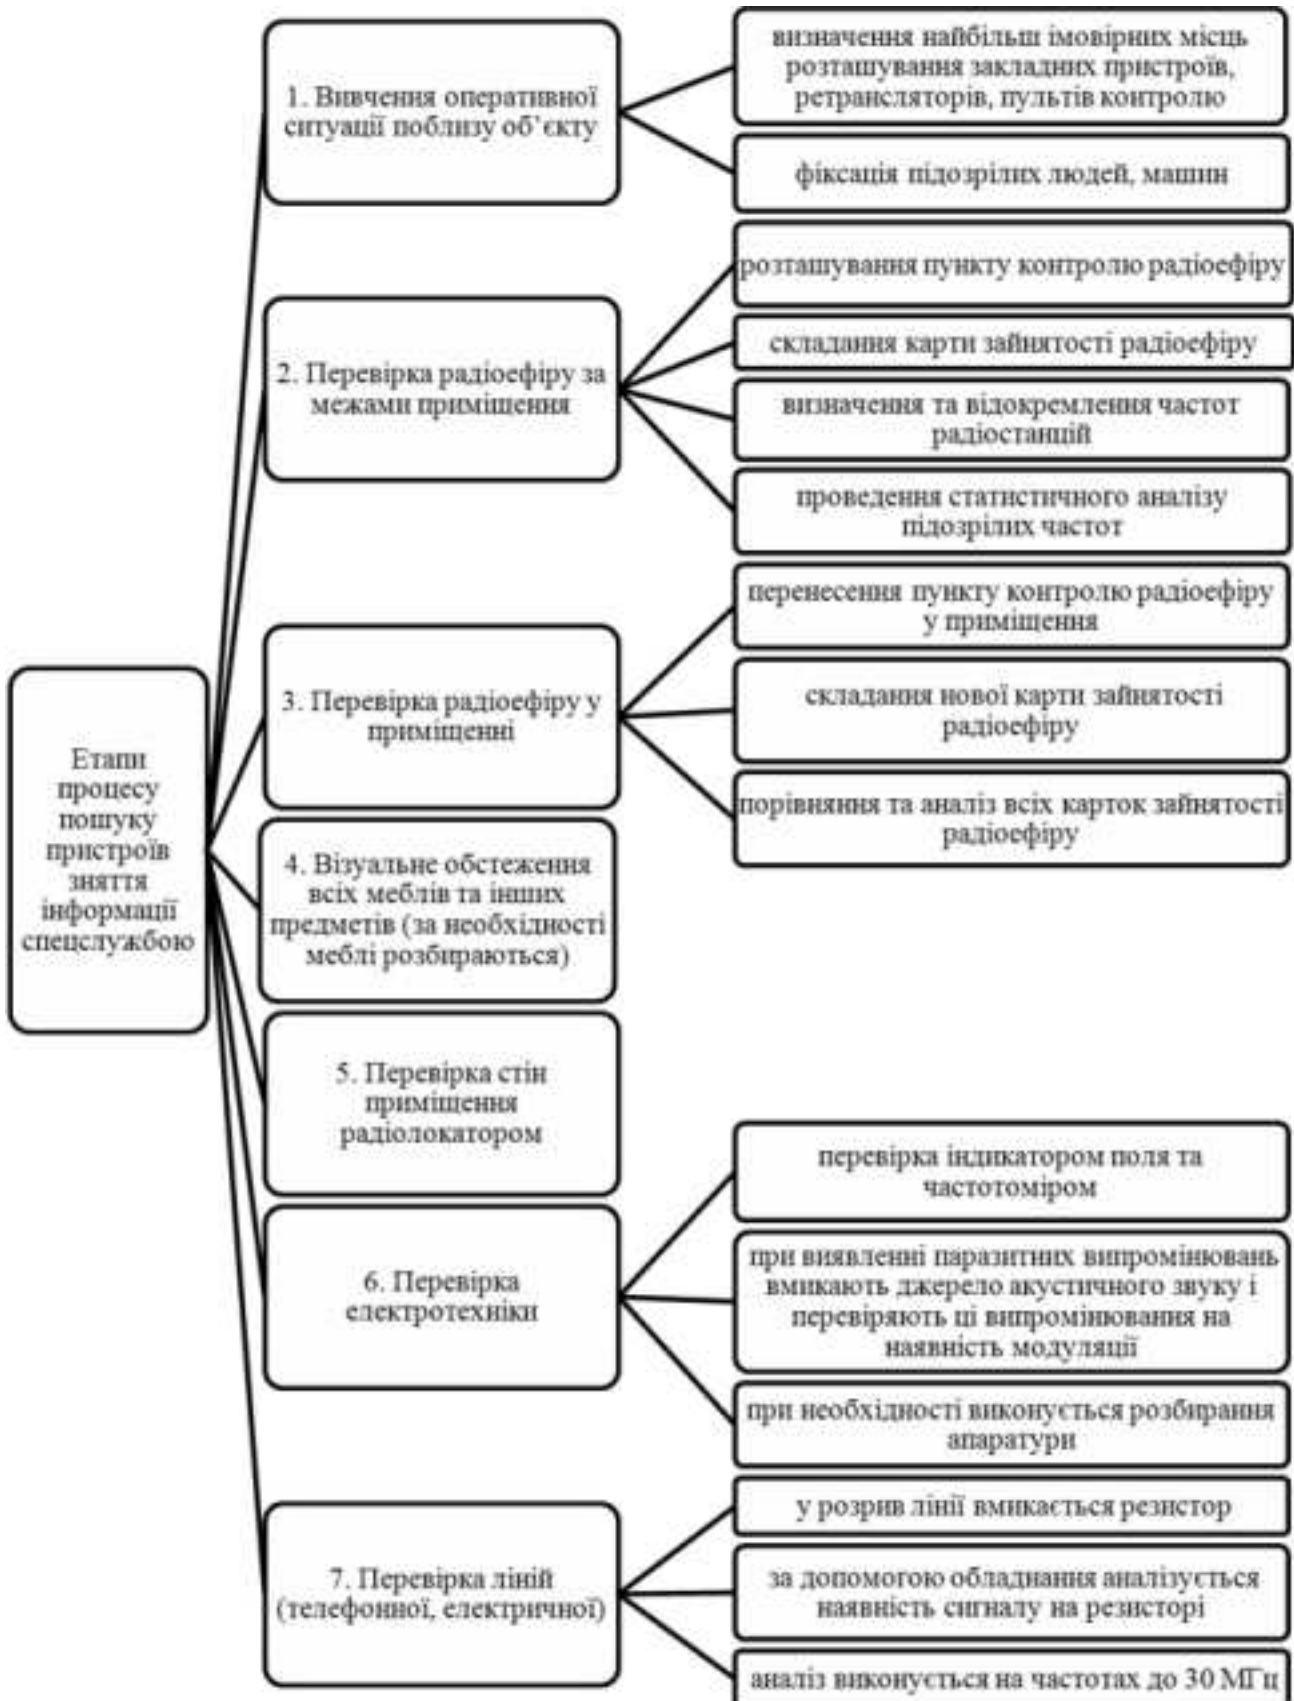 Етапи
процесу
пошуку
пристроїв
зняття
інформації
спецслужбою
1. Вивчення оперативної
ситуації поблизу об’єкту
визначення найбільш імовірних місць
розташування закладних пристроїв,
ретрансляторів, пультів контролю
фіксація підозрілих людей, машин
2. Перевірка радіоефіру за
межами приміщення
розташування пункту контролю радіоефіру
складання карти зайнятості радіоефіру
визначення та відокремлення частот
радіостанцій
проведення статистичного аналізу
підозрілих частот
3. Перевірка радіоефіру у
приміщенні
перенесення пункту контролю радіоефіру
у приміщення
складання нової карти зайнятості
радіоефіру
порівняння та аналіз всіх карток зайнятості
радіоефіру
4. Візуальне обстеження
всіх меблів та інших
предметів (за необхідності
меблі розбираються)
5. Перевірка стін
приміщення
радіолокатором
6. Перевірка
електротехніки
перевірка індикатором поля та
частотоміром
при виявленні паразитних випромінювань
вмикають джерело акустичного звуку і
перевіряють ці випромінювання на
наявність модуляції
при необхідності виконується розбирання
апаратури
7. Перевірка ліній
(телефонної, електричної)
у розрив лінії вмикається резистор
за допомогою обладнання аналізується
наявність сигналу на резисторі
аналіз виконується на частотах до 30 МГц